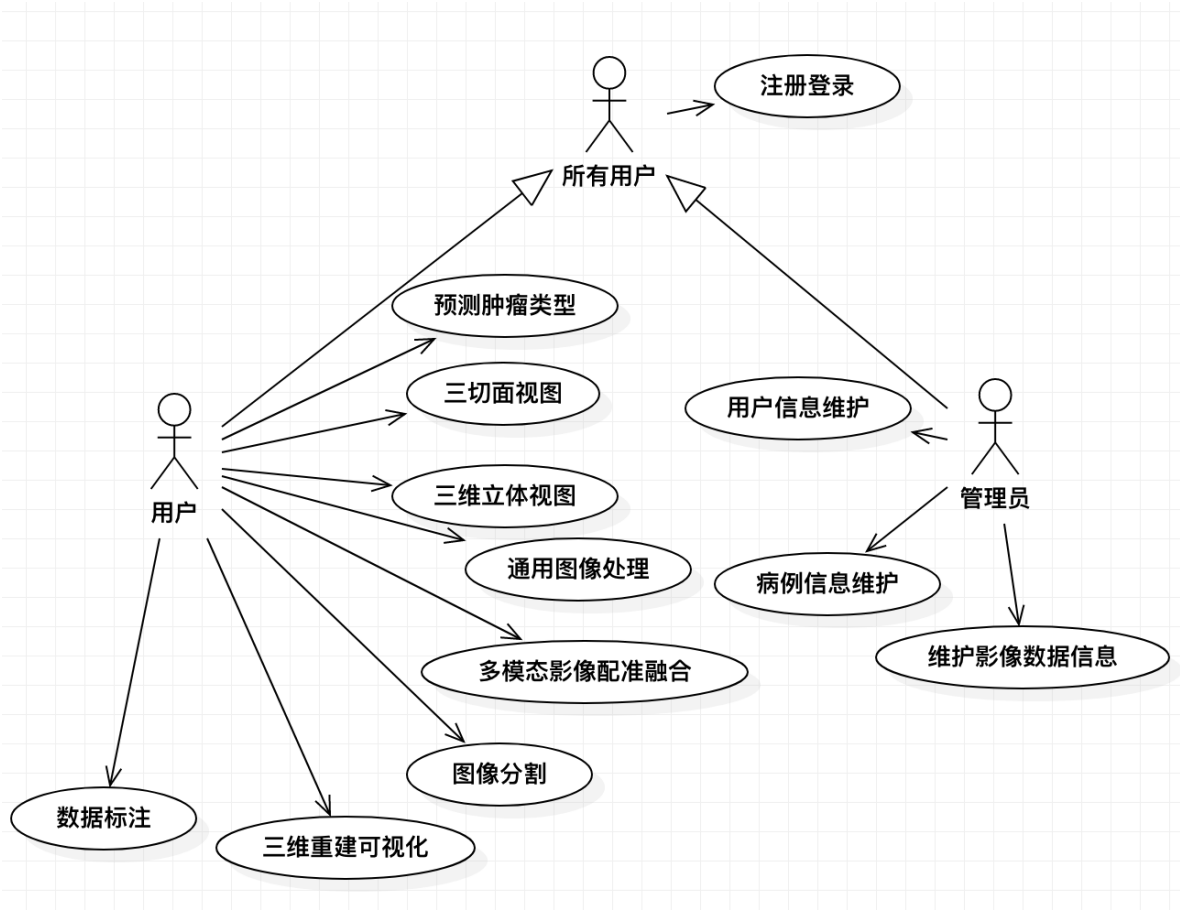 注册登录
所有用户
预测肿瘤类型
三切面视图
用户信息维护
三维立体视图
管理员
用户
通用图像处理
病例信息维护
维护影像数据信息
多模态影像配准融合
图像分割
数据标注
三维重建可视化